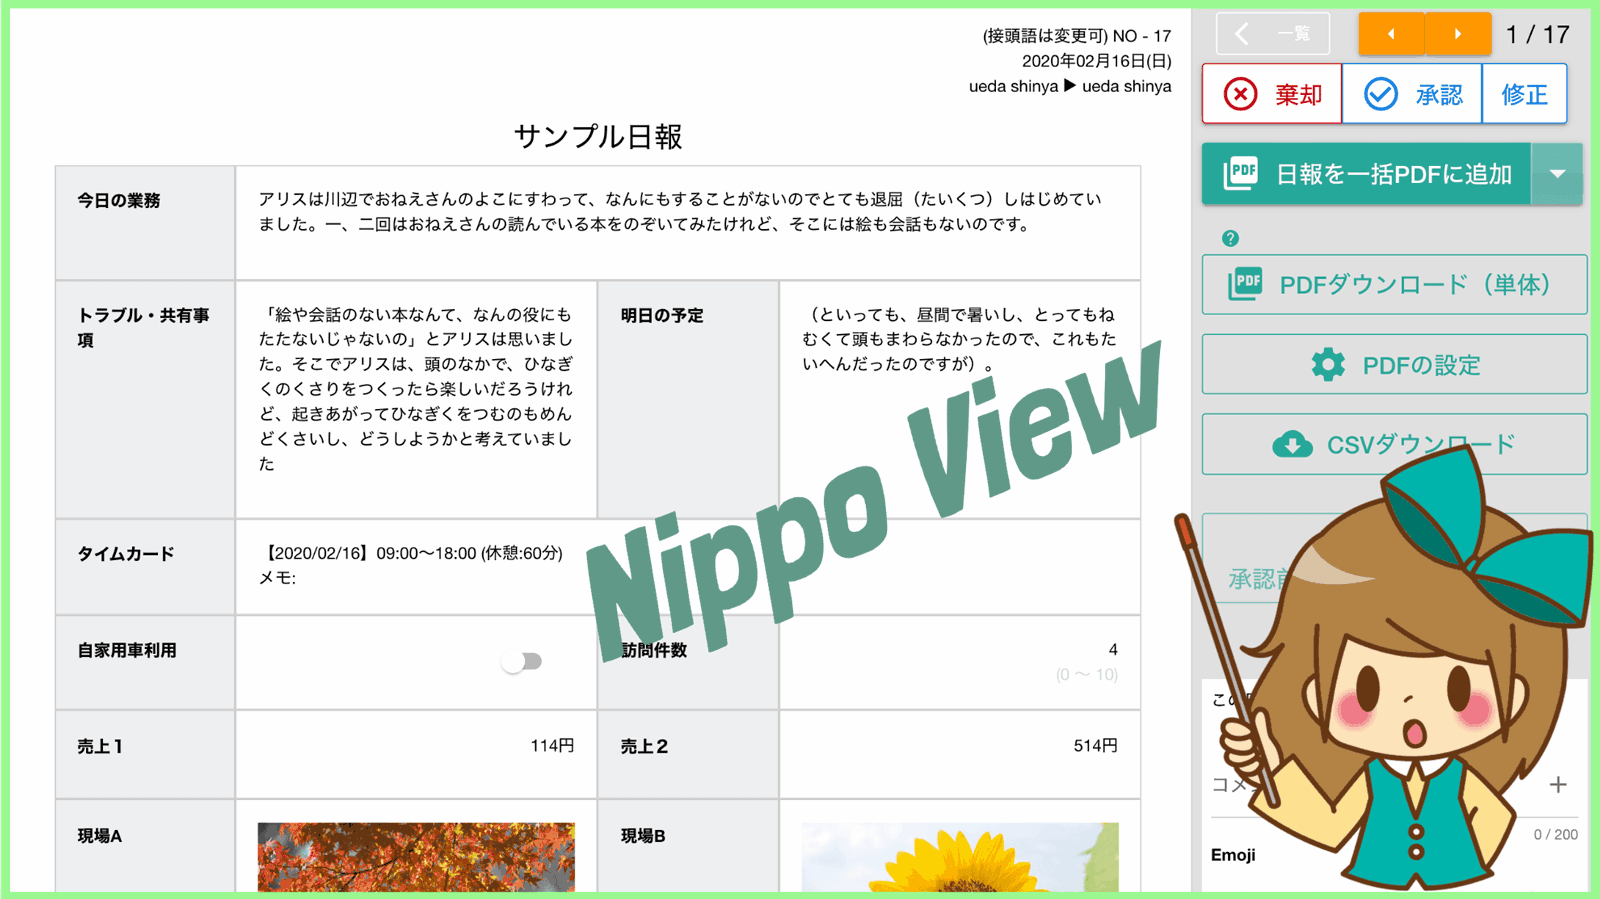 (接頭語は変更可) NO - 17
2020年02月16日(日)
ueda shinya ▶ ueda shinya
サンプル日報
今日の業務
アリスは川辺でおねえさんのよこにすわって、なんにもすることがないのでとても退屈（たいくつ）しはじめてい
ました。一、二回はおねえさんの読んでいる本をのぞいてみたけれど、そこには絵も会話もないのです。
トラブル・共有事
項
「絵や会話のない本なんて、なんの役にも
たたないじゃないの」とアリスは思いまし
た。そこでアリスは、頭のなかで、ひなぎ
くのくさりをつくったら楽しいだろうけれ
ど、起きあがってひなぎくをつむのもめん
どくさいし、どうしようかと考えていまし
た
明日の予定
（といっても、昼間で暑いし、とってもね
むくて頭もまわらなかったので、これもた
いへんだったのですが）。
タイムカード
【2020/02/16】09:00〜18:00 (休憩:60分)
メモ:
自家用車利用
訪問件数
4
(0 〜 10)
売上１
114円
売上２
514円
現場A
現場B
Nippo View
一覧
1 / 17
棄却
承認
修正
PDF
日報を一括PDFに追加
?
PDF
PDFダウンロード（単体）
PDFの設定
CSVダウンロード
承認前
この
コメ
+
0 / 200
Emoji